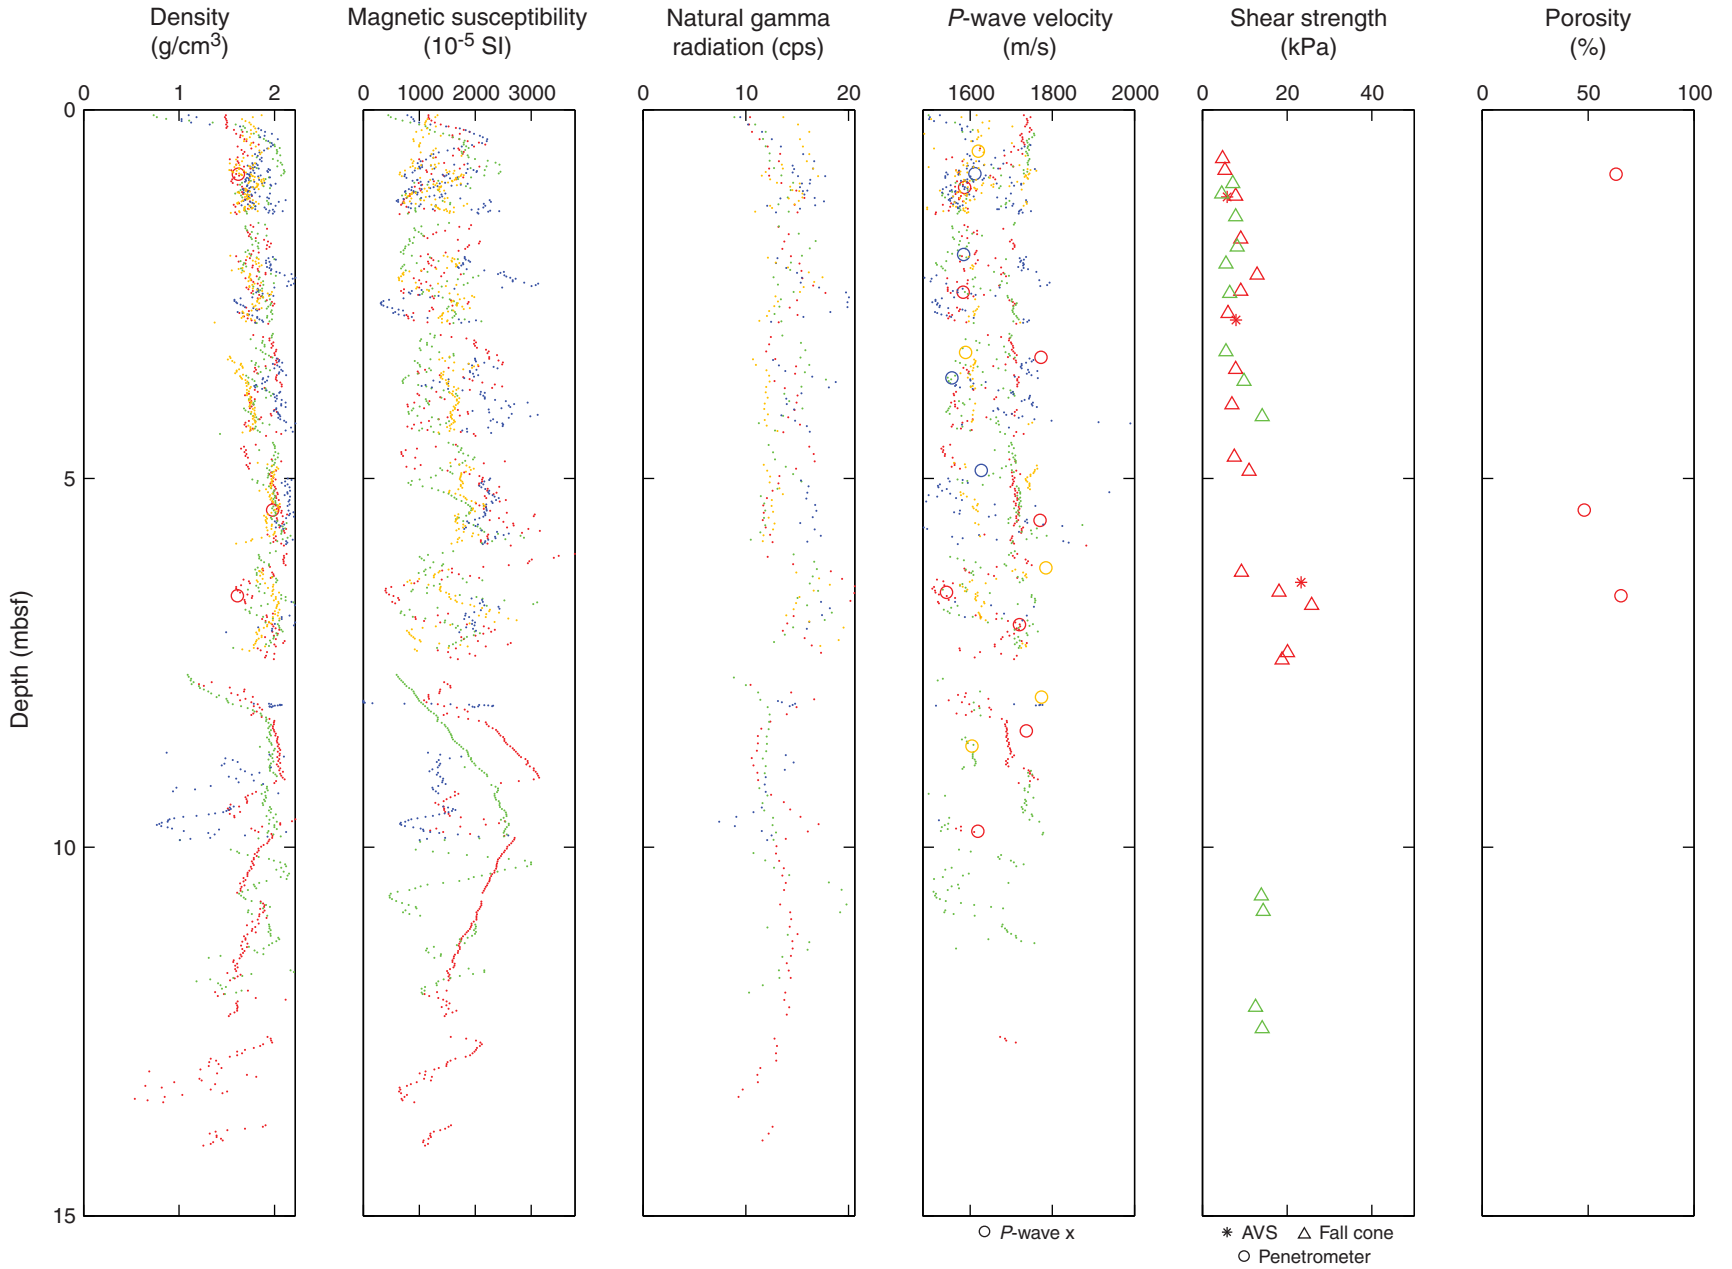 Density Magnetic susceptibility Natural gamma P-wave velocity Shear strength Porosity
(g/cm3) (10-5 SI) radiation (cps) (m/s) (kPa) (%)
0 1 2 0 1000 2000 3000 0 10 20 1600 1800 2000 0 20 40 0 50 100
0
5
Depth (mbsf)
10
15
P-wave x AVS Fall cone
Penetrometer